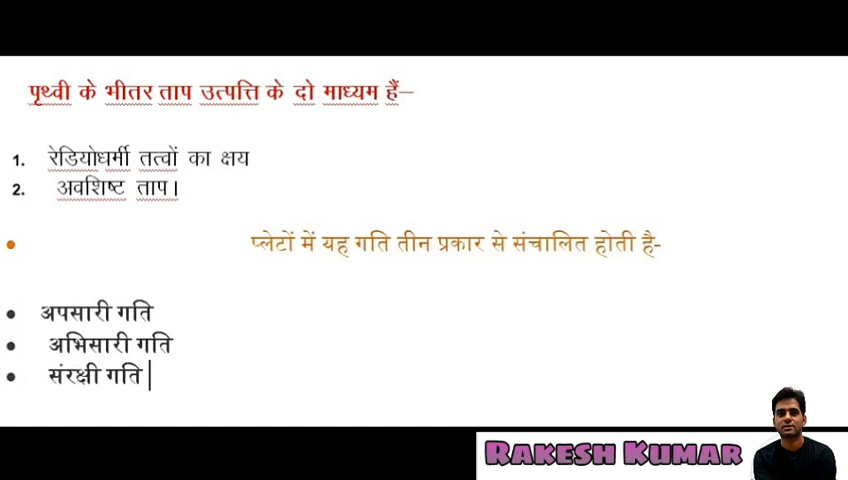 पृथ्वी के भीतर ताप उत्पत्ति के दो माध्यम हैं–
1. रेडियोधर्मी तत्वों का क्षय
2. अवशिष्ट ताप।
• प्लेटों में यह गति तीन प्रकार से संचालित होती है-
• अपसारी गति
• अभिसारी गति
• संरक्षी गति
RAKESH KUMAR